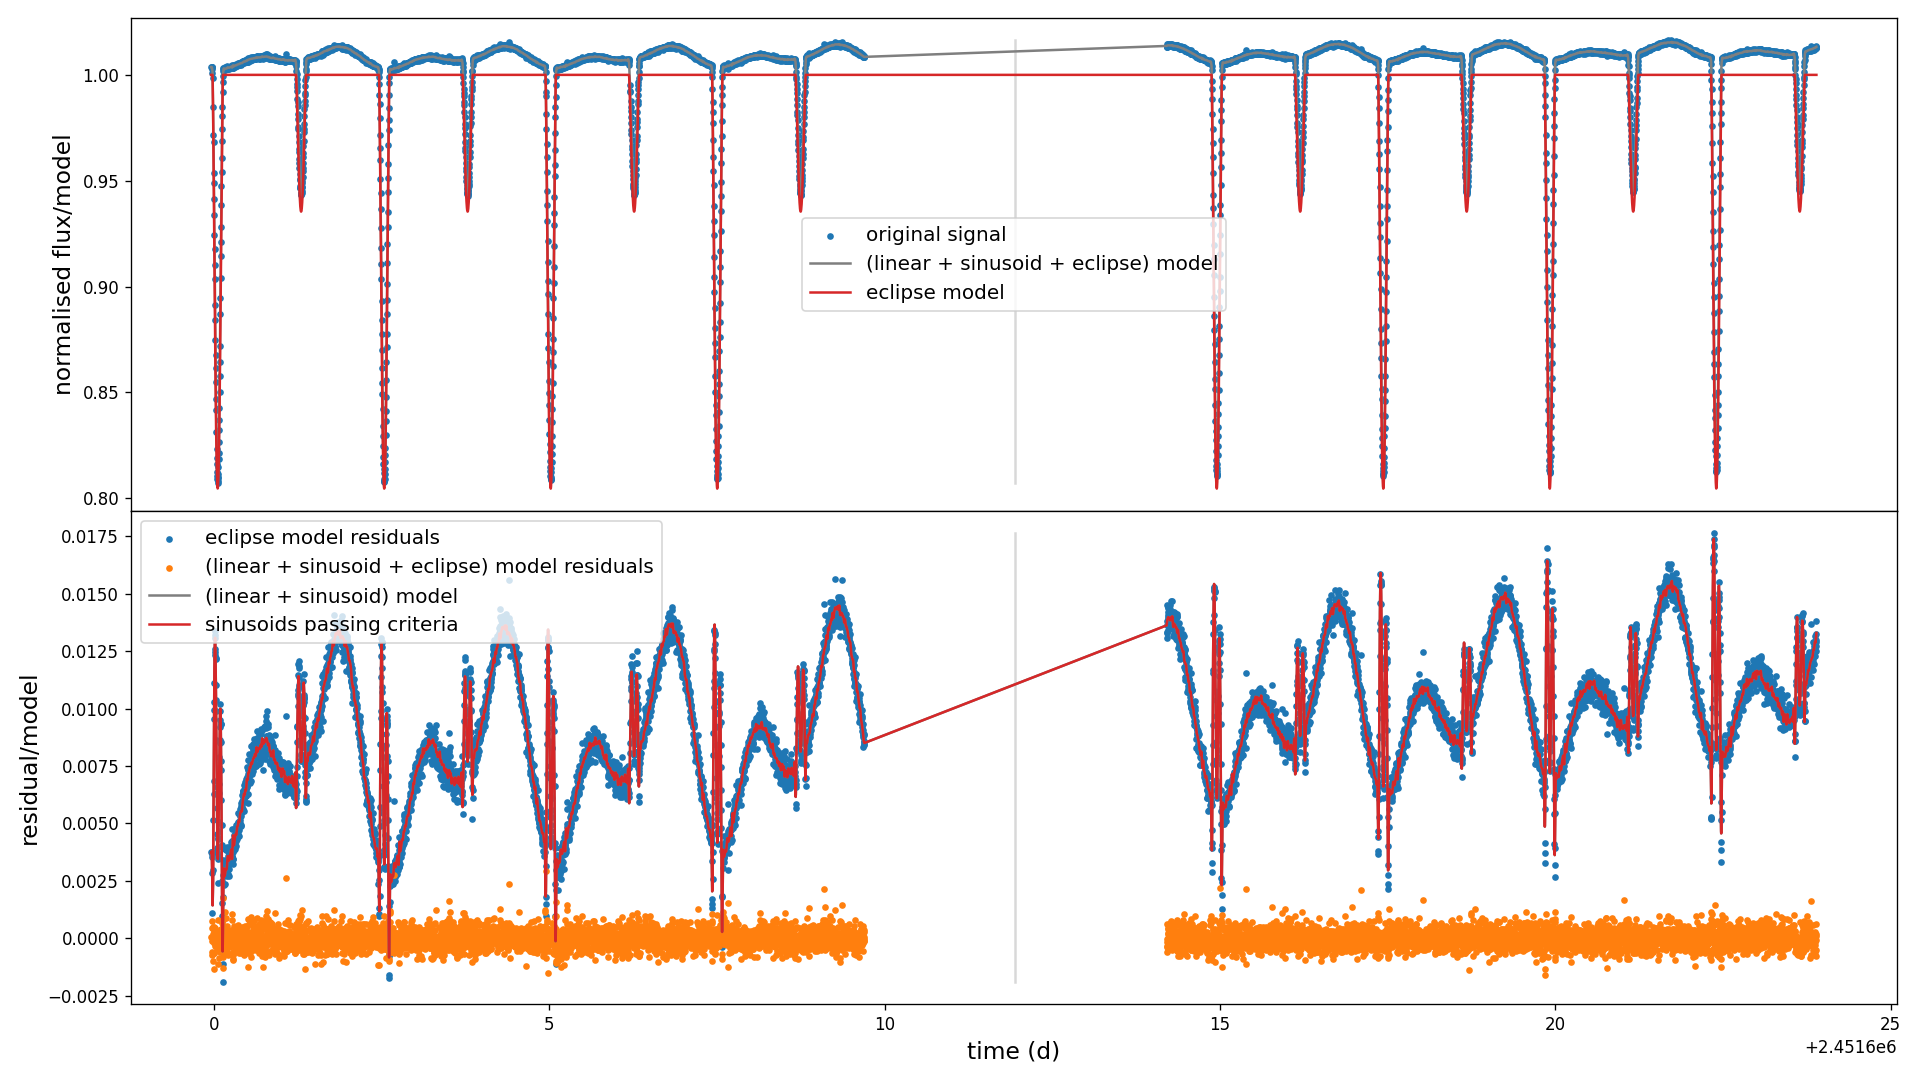 normalised flux/model
1.00
0.95
0.90
0.85
0.80
original signal
(linear + sinusoid + eclipse) model
eclipse model
residual/model
0.0175
0.0150
0.0125
0.0100
0.0075
0.0050
0.0025
0.0000
−0.0025
eclipse model residuals
(linear + sinusoid + eclipse) model residuals
(linear + sinusoid) model
sinusoids passing criteria
0 5 10 15 20 25
time (d)
+2.4516e6